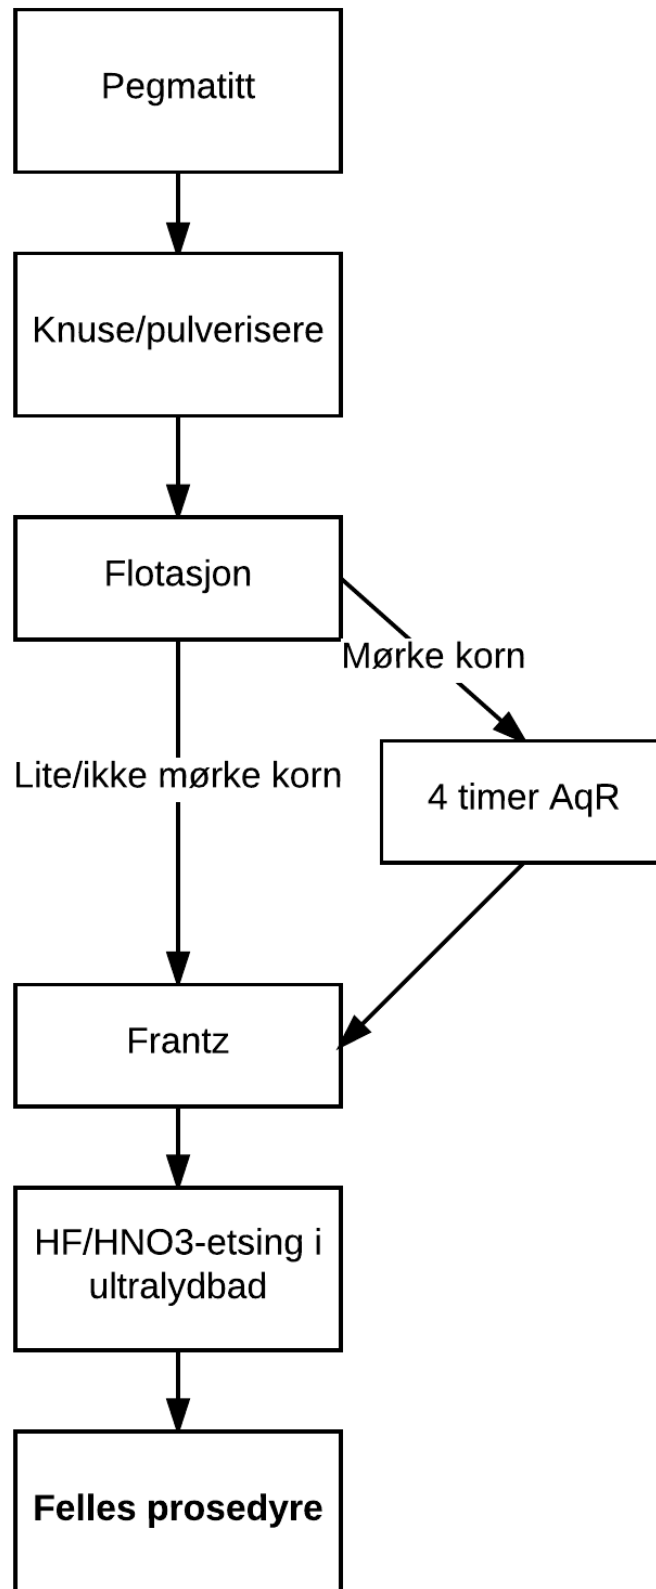 Pegmatitt
Knuse/pulverisere
Flotasjon
Mørke korn
Lite/ikke mørke korn
4 timer AqR
Frantz
HF/HNO3-etsing i
ultralydbad
Felles prosedyre